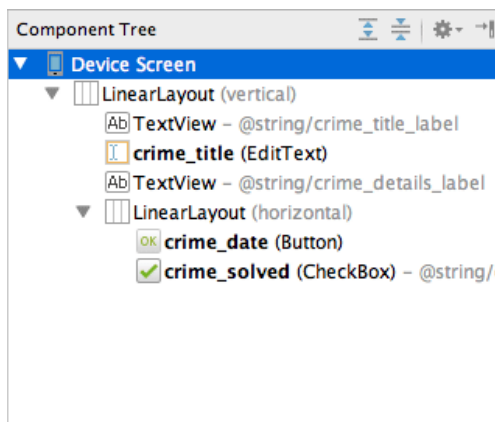 Component Tree
Device Screen
LinearLayout (vertical)
Ab TextView – @string/crime_title_label
crime_title (EditText)
Ab TextView – @string/crime_details_label
LinearLayout (horizontal)
OK crime_date (Button)
crime_solved (CheckBox) – @string/